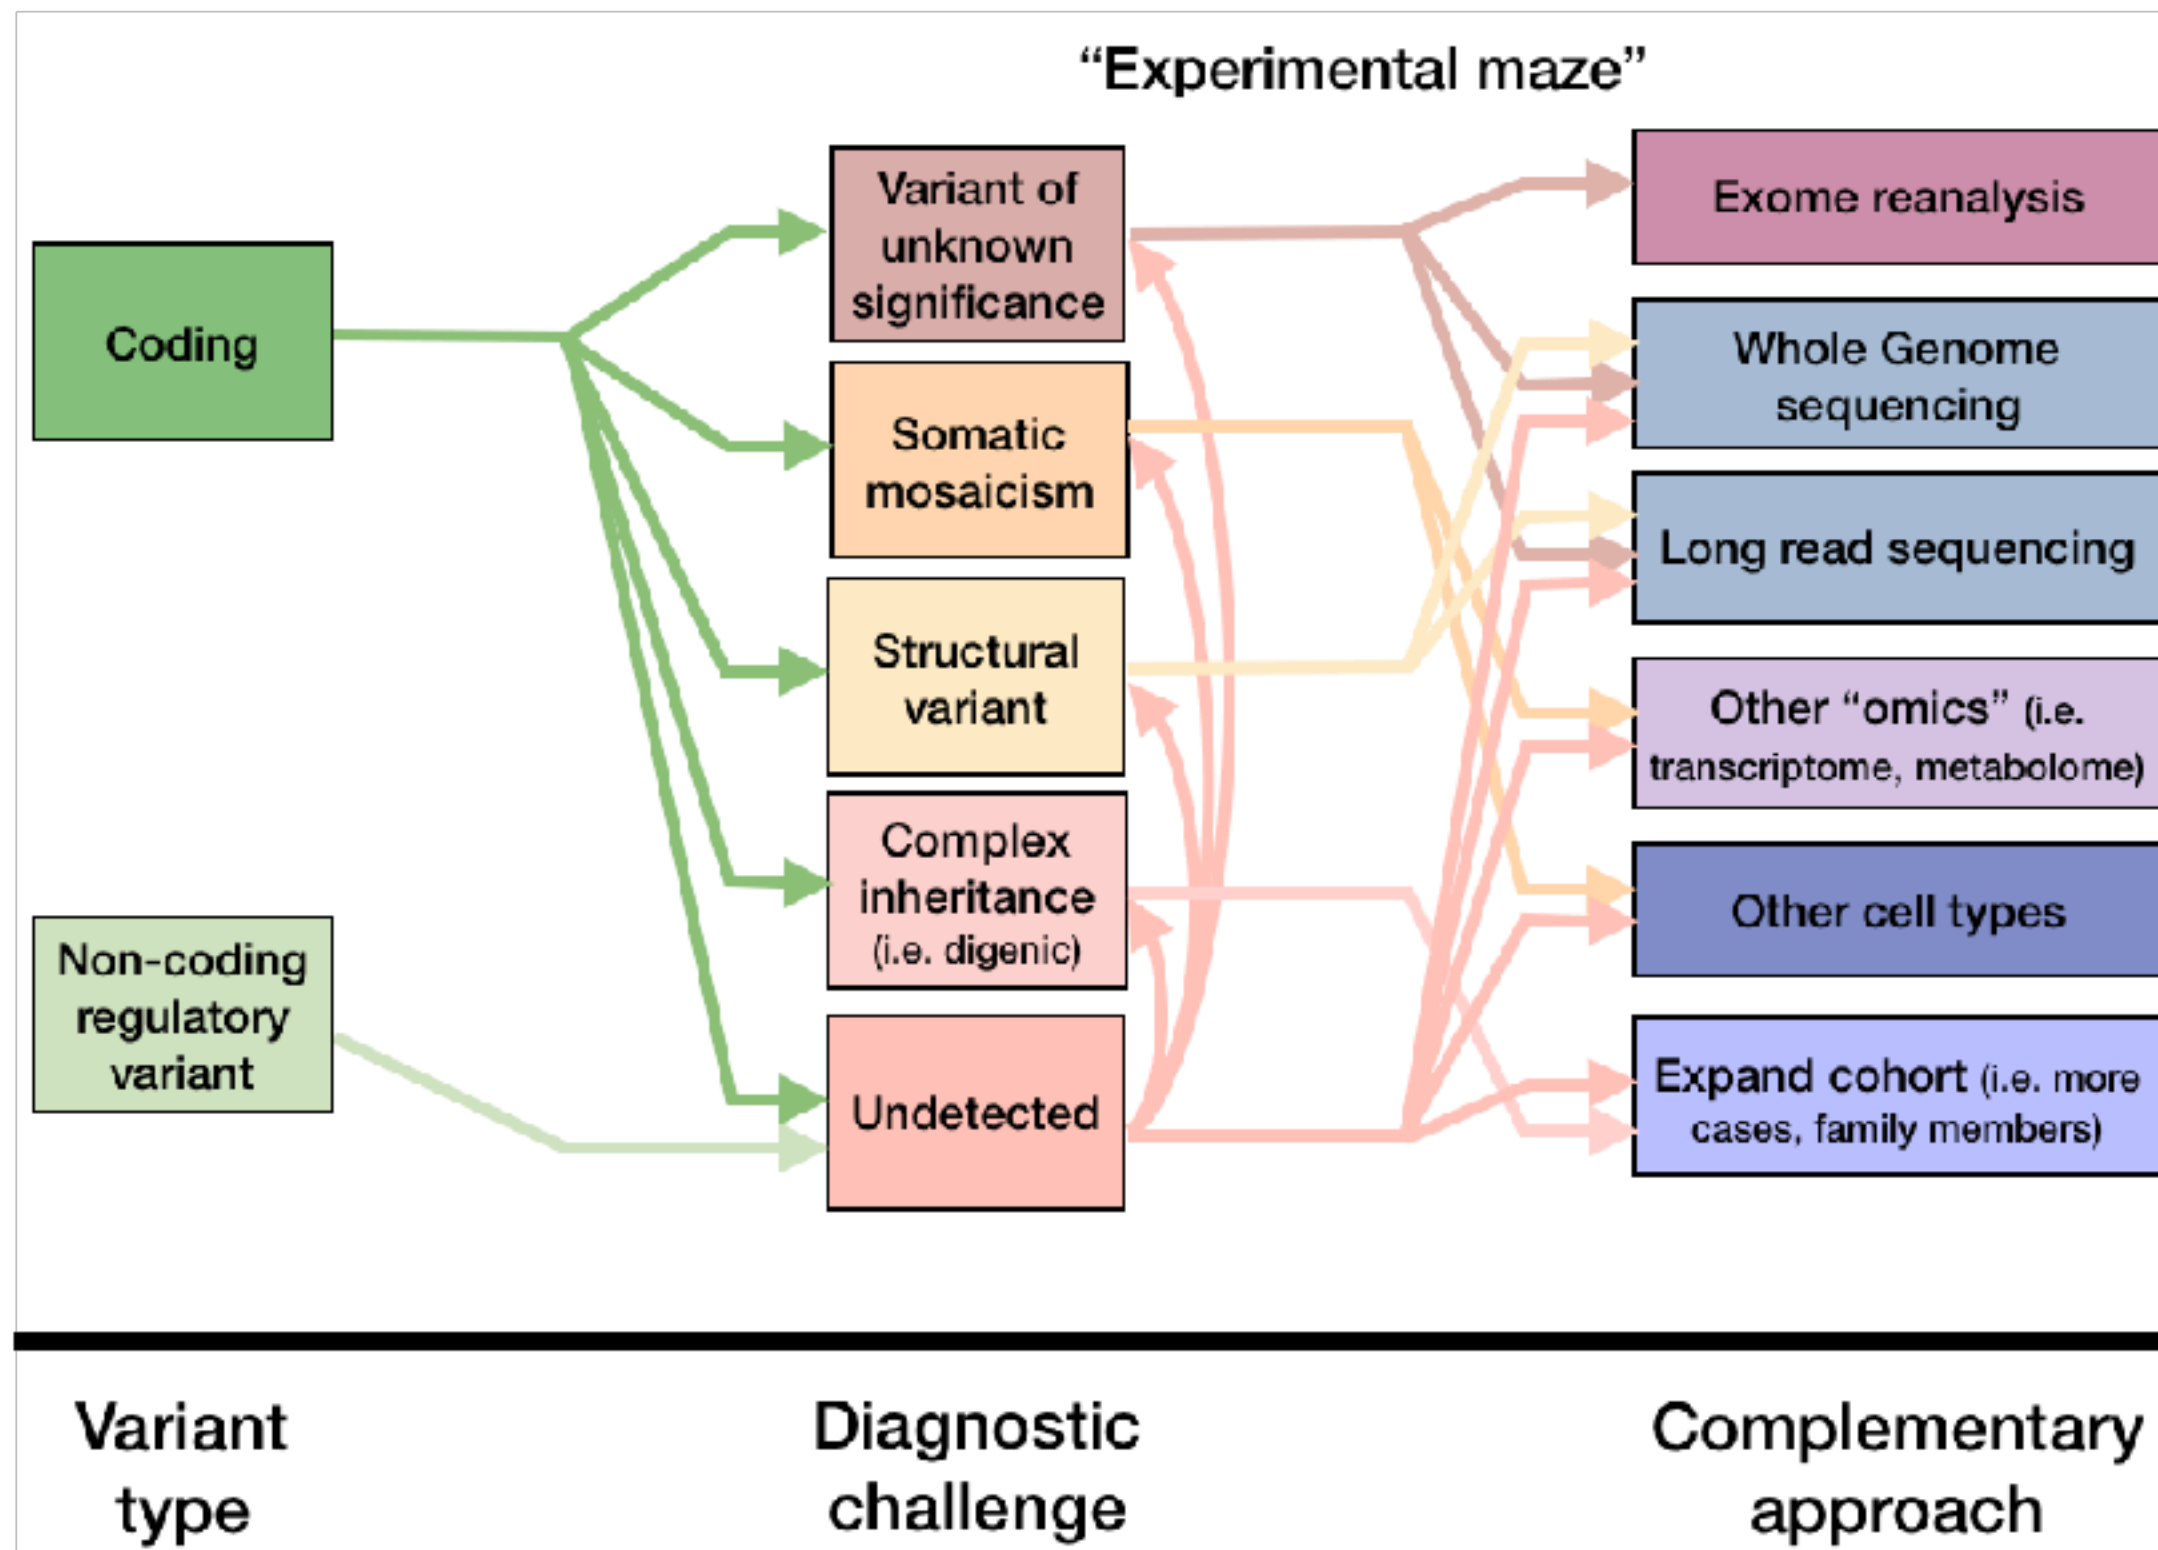 “Experimental maze”
Coding
Non-coding
regulatory
variant
Variant of
unknown
significance
Somatic
mosaicism
Structural
variant
Complex
inheritance
(i.e. digenic)
Undetected
Exome reanalysis
Whole Genome
sequencing
Long read sequencing
Other “omics” (i.e.
transcriptome, metabolome)
Other cell types
Expand cohort (i.e. more
cases, family members)
Variant
type
Diagnostic
challenge
Complementary
approach